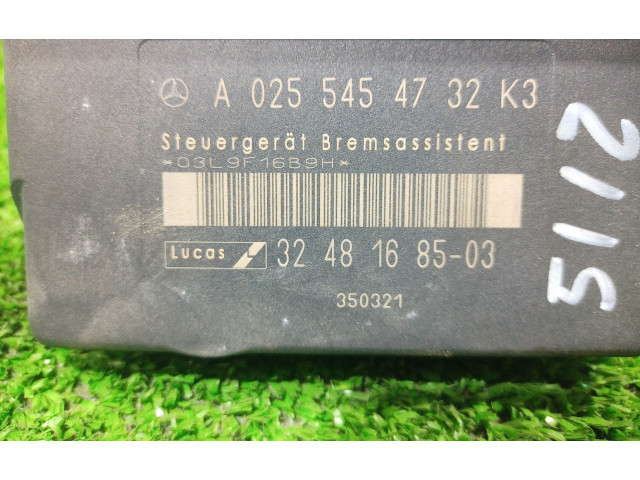 A 025 545 47 32 K3
Steuergerät Bremsassistent
*03L9F16B9H*
Lucas 32 48 16 85-03
350321
5112